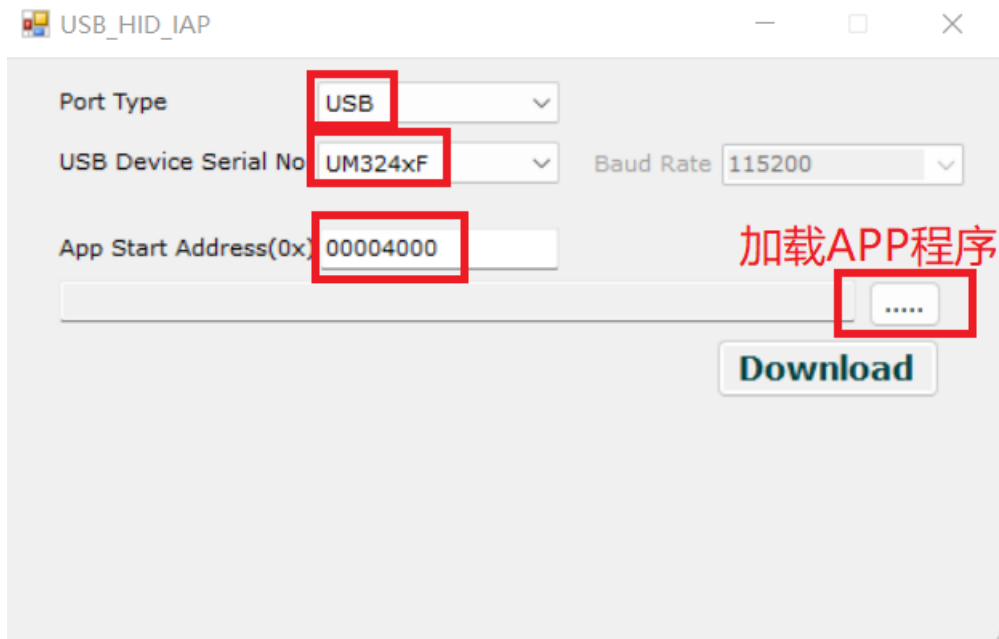 USB_HID_IAP
Port Type
USB
USB Device Serial No
UM324xF
Baud Rate
115200
App Start Address(0x)
00004000
加载APP程序
.....
Download